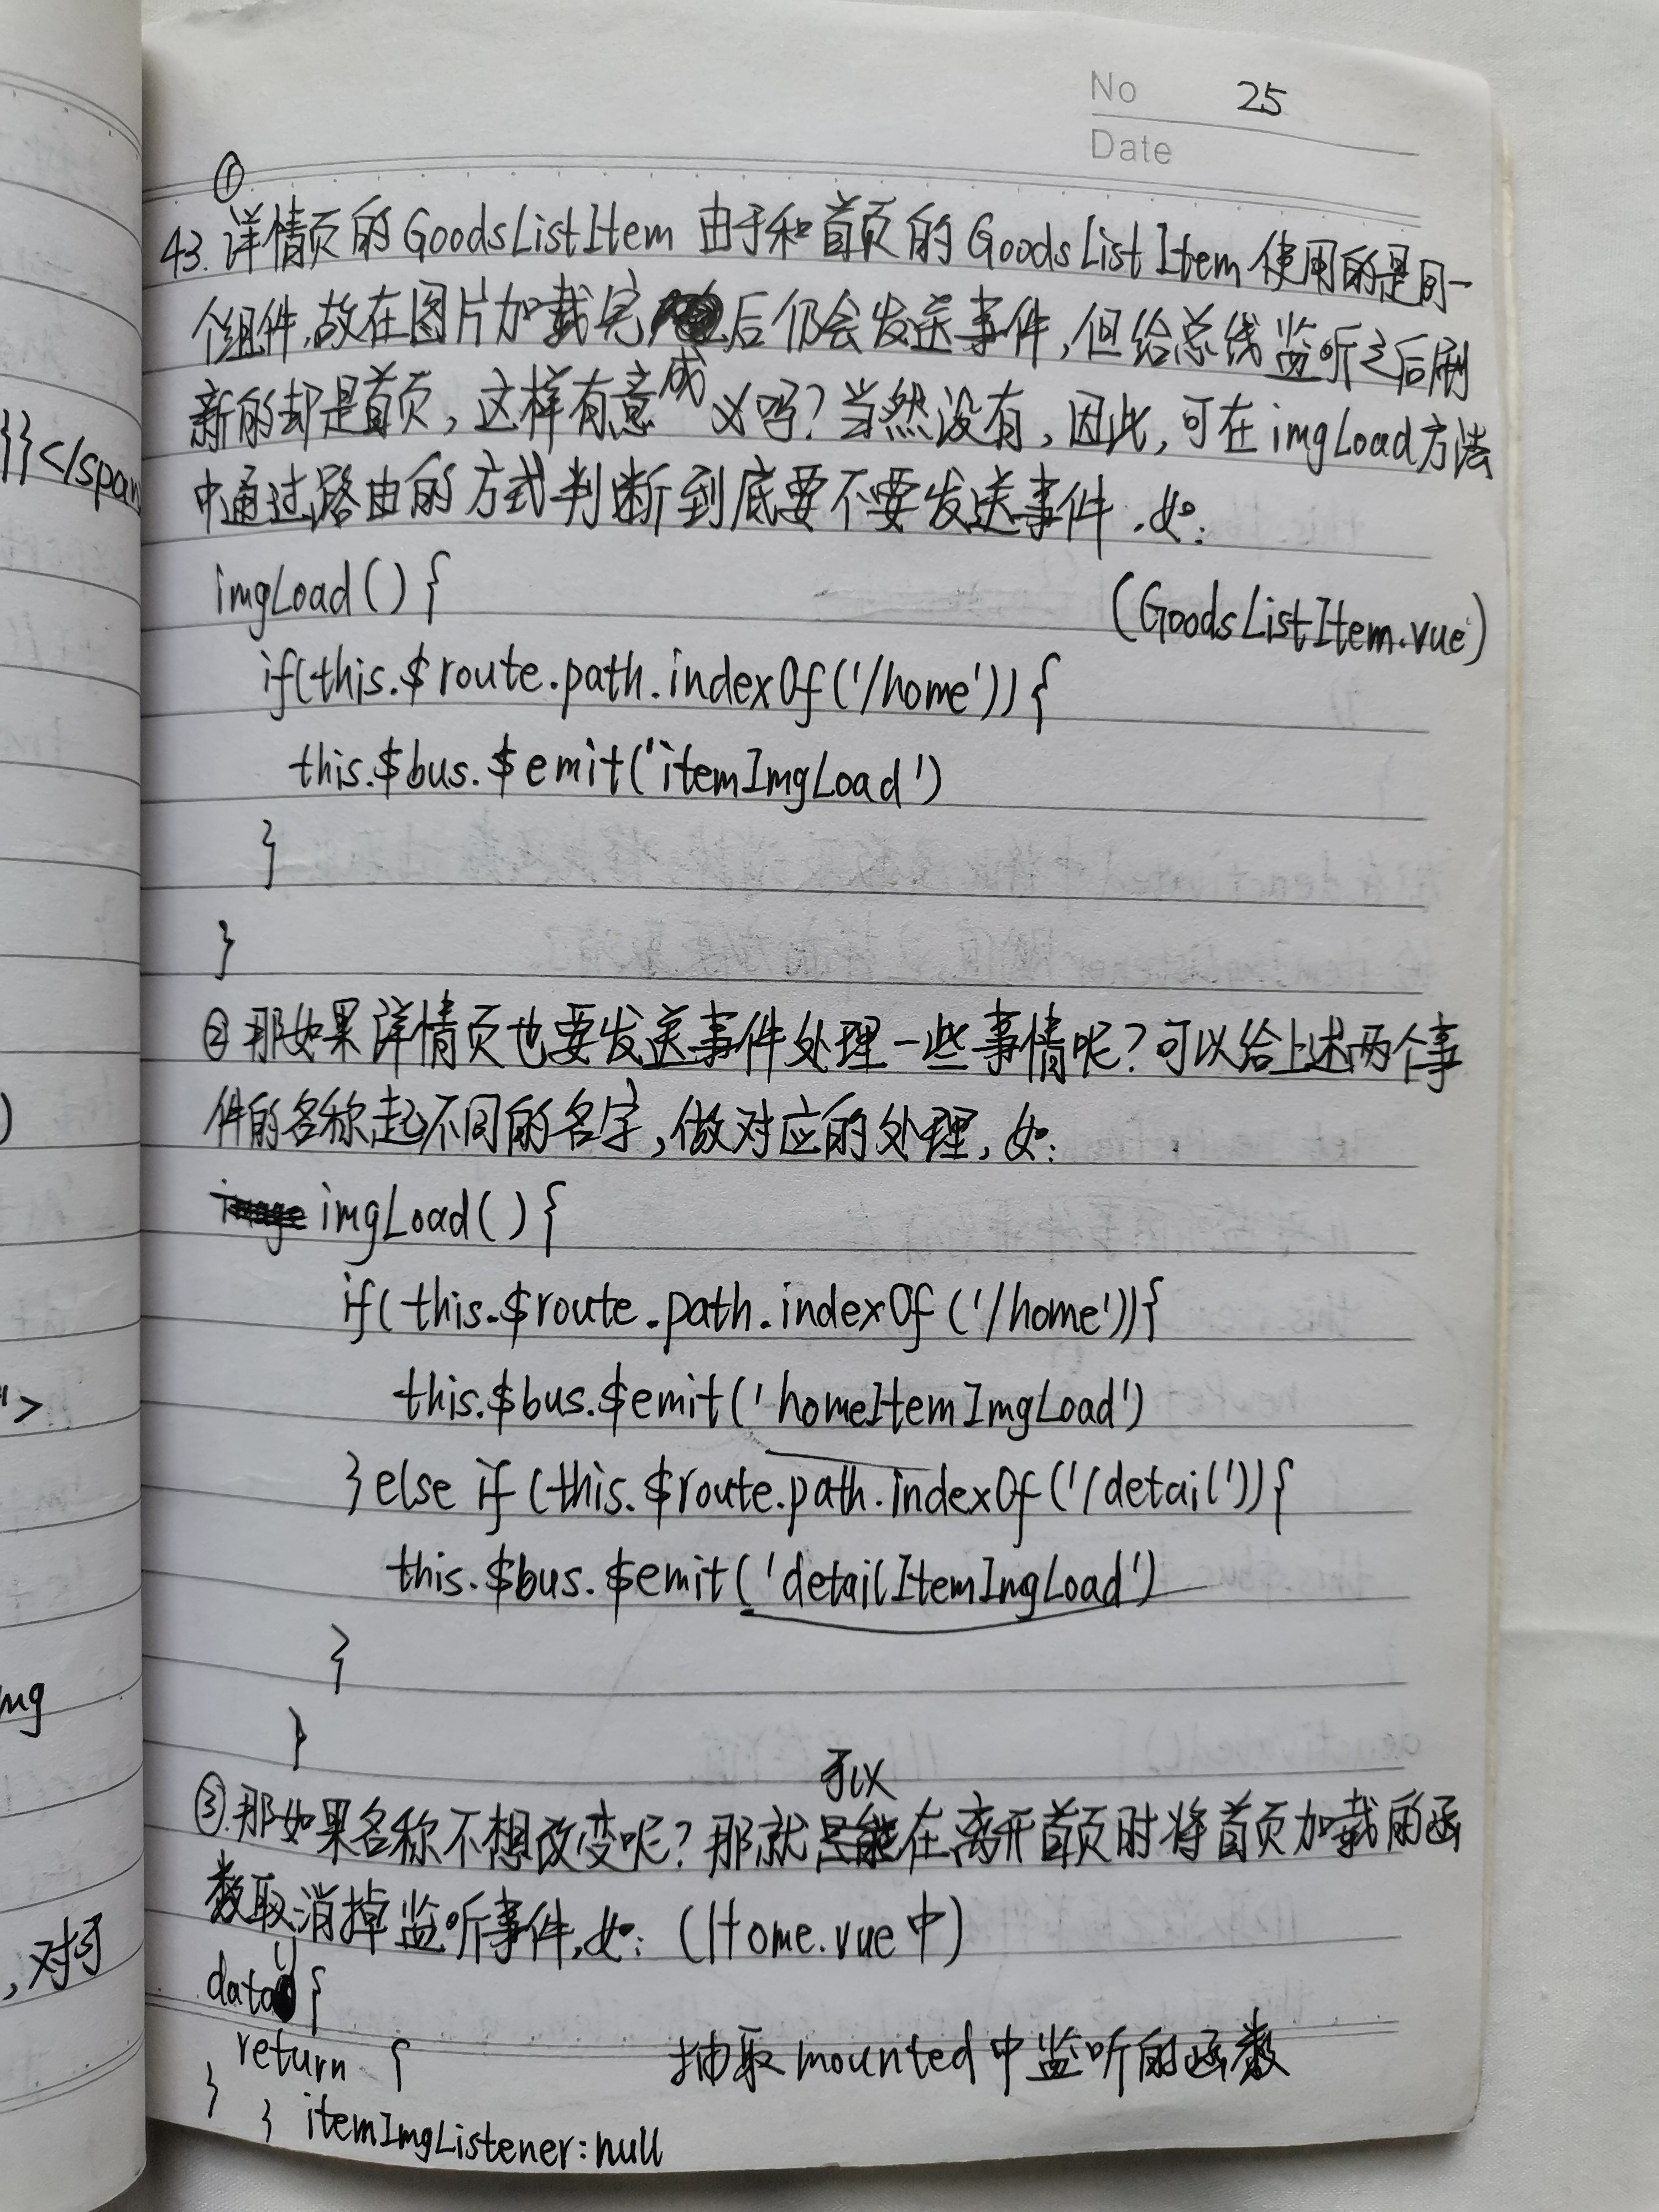 No 25
Date
①
43. 详情页的GoodsListItem 由于和首页的GoodsListItem使用的是同一
个组件,故在图片加载完后仍会发送事件,但给总线监听之后刷
新的却是首页,这样有意义吗?当然没有,因此,可在imgLoad方法
成
中通过路由的方式判断到底要不要发送事件.如:
imgLoad(){
(GoodsListItem.vue)
if(this.$route.path.indexOf('/home')){
this.$bus.$emit('itemImgLoad')
}
}
②那如果详情页也要发送事件处理一些事情呢?可以给上述两个事
件的名称起不同的名字,做对应的处理,如:
imgLoad(){
if(this.$route.path.indexOf('/home')){
this.$bus.$emit('homeItemImgLoad')
}else if(this.$route.path.indexOf('/detail')){
this.$bus.$emit('detailItemImgLoad')
}
}
可以
③.那如果名称不想改变呢?那就只能在离开首页时将首页加载的函
数取消掉监听事件,如:(Home.vue中)
data(){
return {
抽取mounted中监听的函数
} } itemImgListener:null
}}</span
)
">
mg
,对于